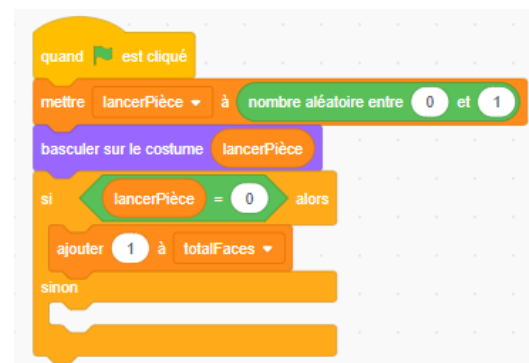 quand est cliqué
mettre lancerPièce à nombre aléatoire entre 0 et 1
basculer sur le costume lancerPièce
si lancerPièce = 0 alors
ajouter 1 à totalFaces
sinon